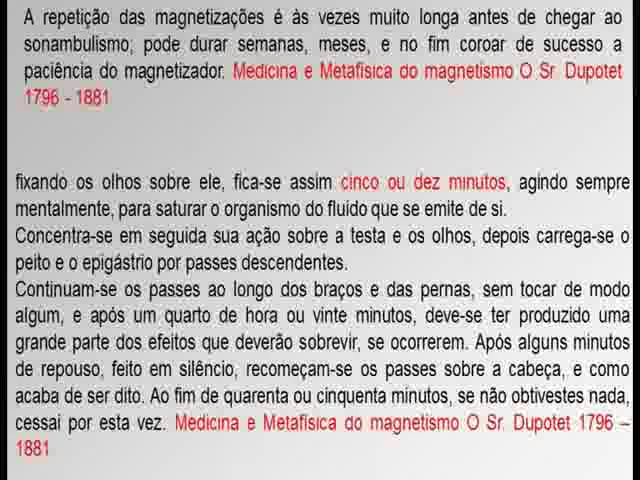 A repetição das magnetizações é às vezes muito longa antes de chegar ao
sonambulismo; pode durar semanas, meses, e no fim coroar de sucesso a
paciência do magnetizador. Medicina e Metafísica do magnetismo O Sr. Dupotet
1796 - 1881
fixando os olhos sobre ele, fica-se assim cinco ou dez minutos, agindo sempre
mentalmente, para saturar o organismo do fluido que se emite de si.
Concentra-se em seguida sua ação sobre a testa e os olhos, depois carrega-se o
peito e o epigástrio por passes descendentes.
Continuam-se os passes ao longo dos braços e das pernas, sem tocar de modo
algum, e após um quarto de hora ou vinte minutos, deve-se ter produzido uma
grande parte dos efeitos que deverão sobrevir, se ocorrerem. Após alguns minutos
de repouso, feito em silêncio, recomeçam-se os passes sobre a cabeça, e como
acaba de ser dito. Ao fim de quarenta ou cinquenta minutos, se não obtivestes nada,
cessai por esta vez. Medicina e Metafísica do magnetismo O Sr. Dupotet 1796 –
1881